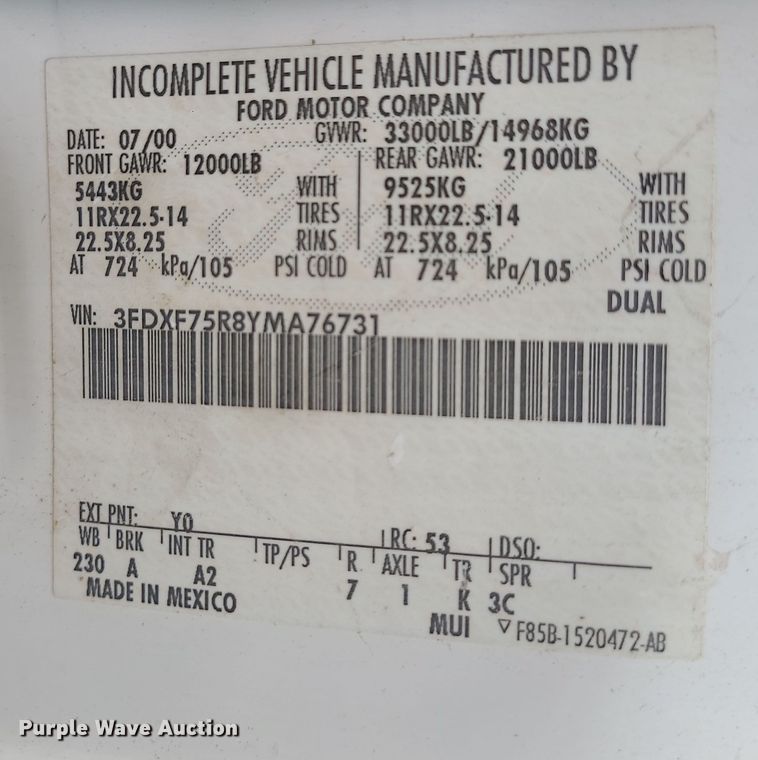 INCOMPLETE VEHICLE MANUFACTURED BY
FORD MOTOR COMPANY
DATE: 07/00 GVWR: 33000LB/14968KG
FRONT GAWR: 12000LB REAR GAWR: 21000LB
5443KG WITH 9525KG WITH
11RX22.5-14 TIRES 11RX22.5-14 TIRES
22.5X8.25 RIMS 22.5X8.25 RIMS
AT 724 kPa/105 PSI COLD AT 724 kPa/105 PSI COLD
DUAL
VIN: 3FDXF75R8YMA76731
EXT PNT: YO RC: 53 DSO:
WB BRK INT TR TP/PS R AXLE TR SPR
230 A A2 7 1 K 3C
MADE IN MEXICO MUI F85B-1520472-AB
Purple Wave Auction